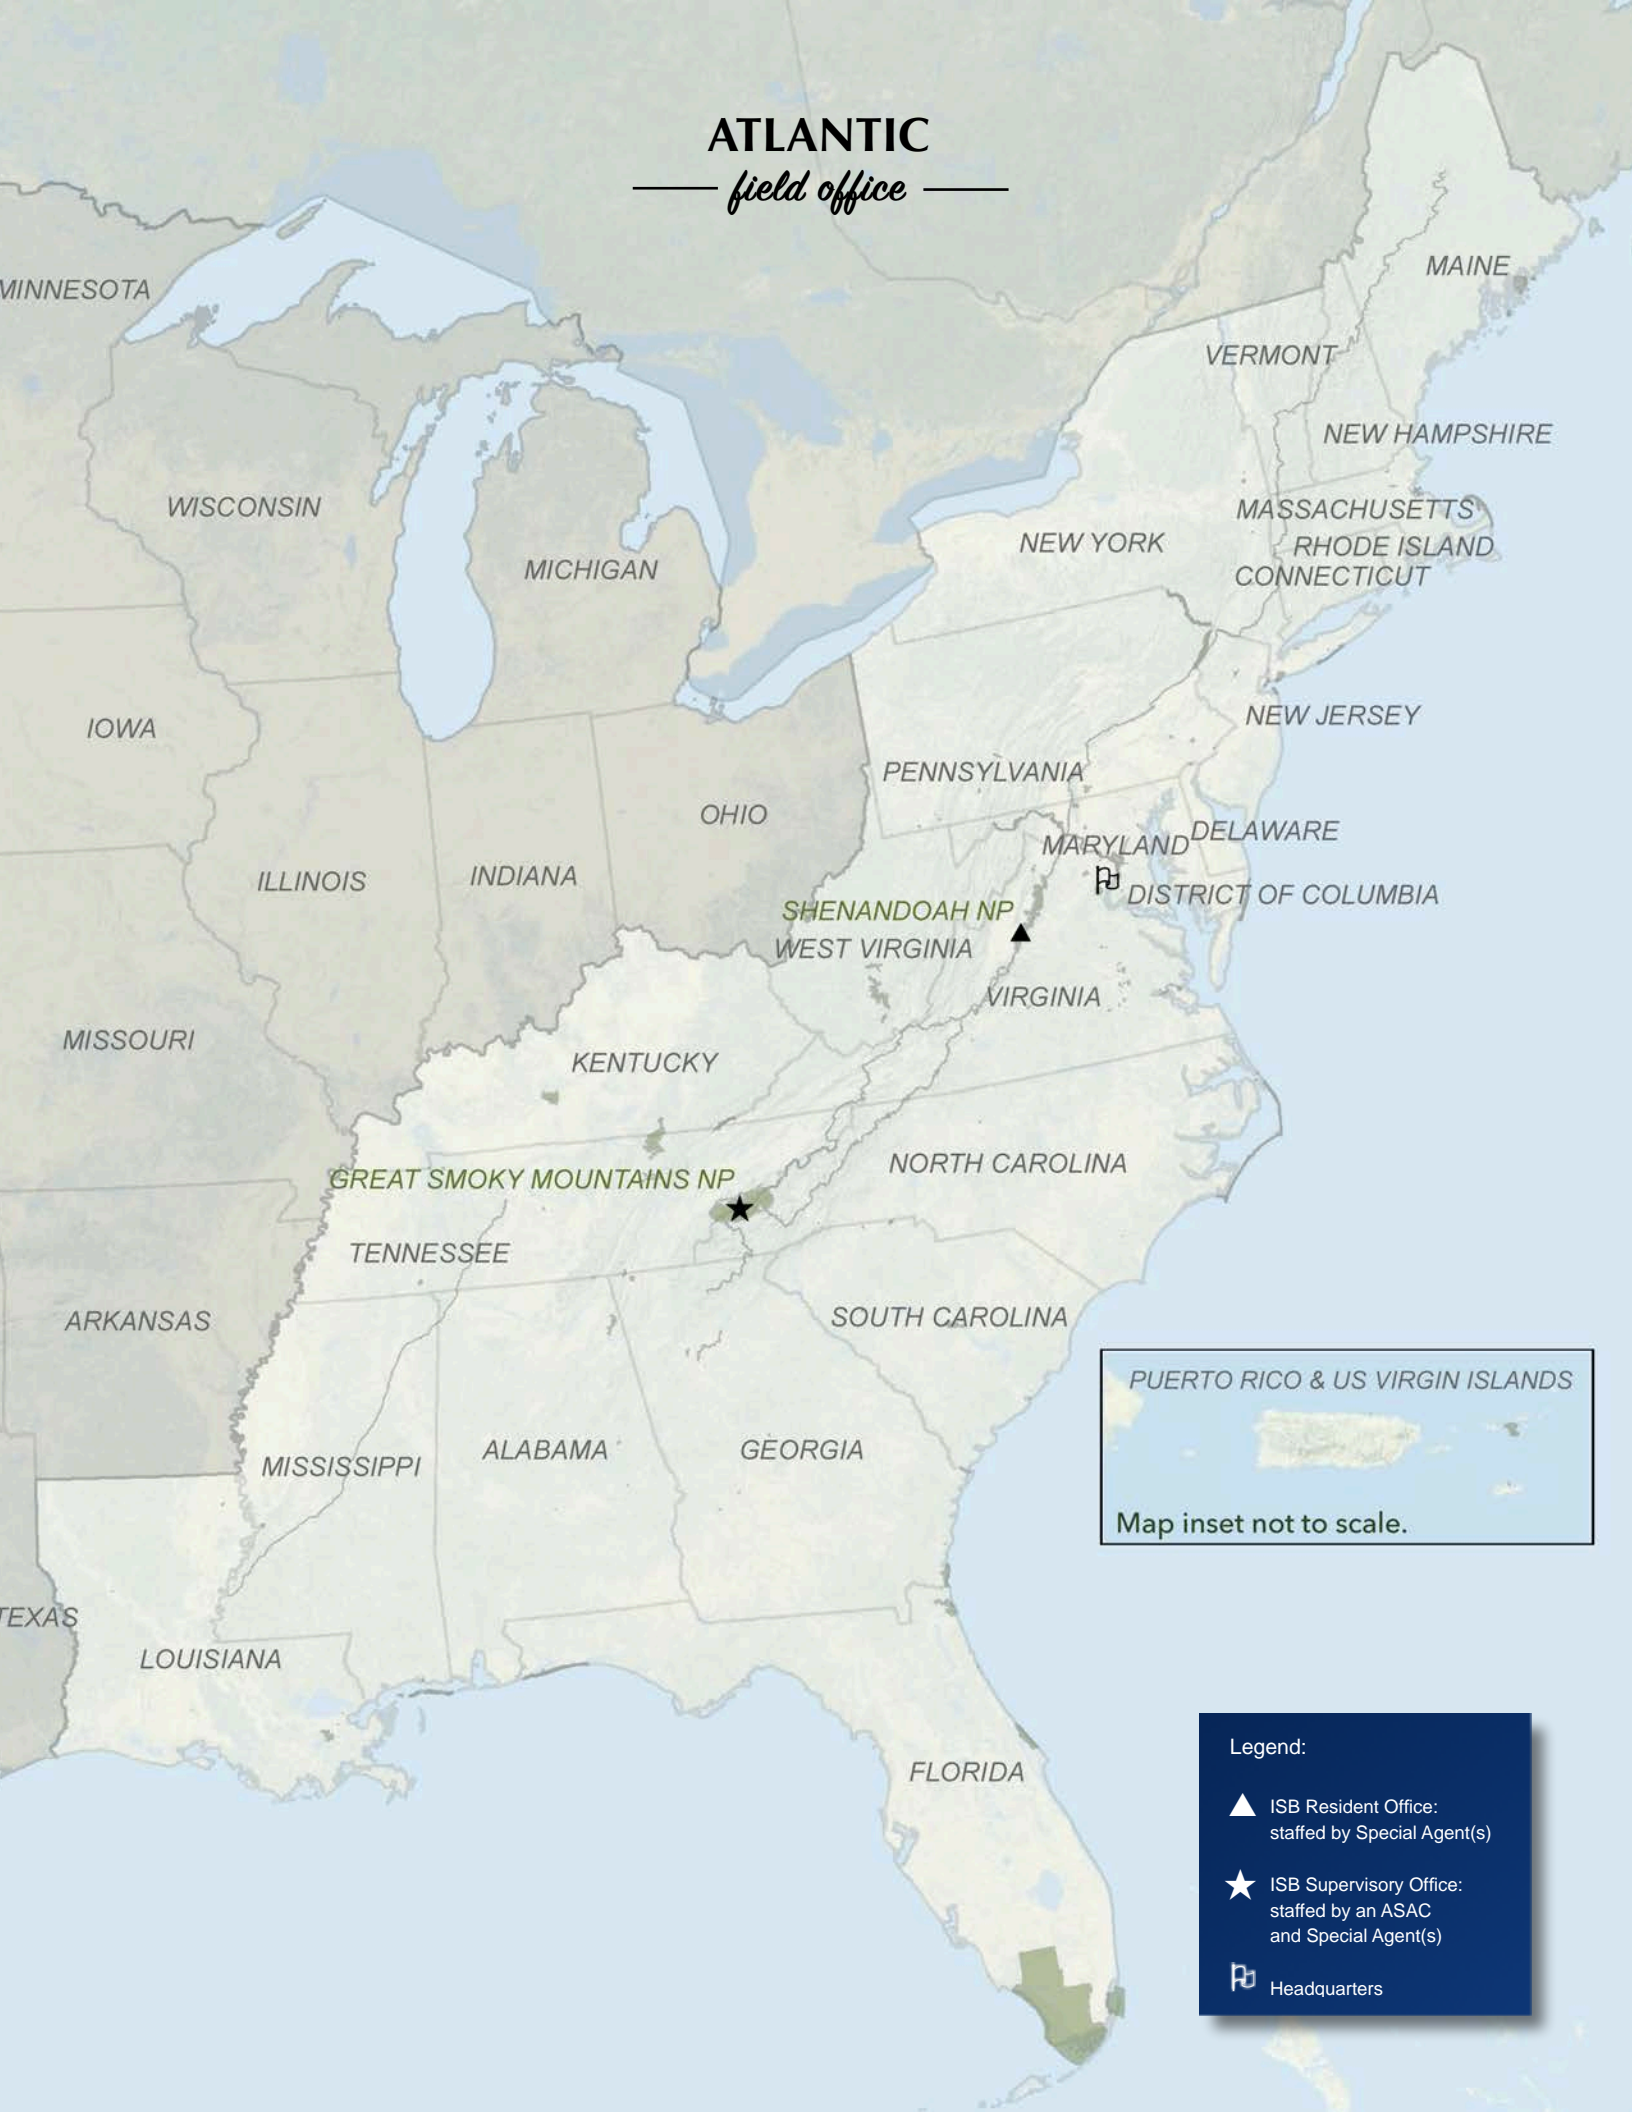 ATLANTIC
field office
MAINE
MINNESOTA
VERMONT
NEW HAMPSHIRE
WISCONSIN
MASSACHUSETTS
NEW YORK
RHODE ISLAND
MICHIGAN
CONNECTICUT
NEW JERSEY
IOWA
PENNSYLVANIA
OHIO
DELAWARE
MARYLAND
ILLINOIS
INDIANA
DISTRICT OF COLUMBIA
SHENANDOAH NP
WEST VIRGINIA
VIRGINIA
MISSOURI
KENTUCKY
NORTH CAROLINA
GREAT SMOKY MOUNTAINS NP
TENNESSEE
ARKANSAS
SOUTH CAROLINA
PUERTO RICO & US VIRGIN ISLANDS
MISSISSIPPI
ALABAMA
GEORGIA
Map inset not to scale.
TEXAS
LOUISIANA
FLORIDA
Legend:
ISB Resident Office:
staffed by Special Agent(s)
ISB Supervisory Office:
staffed by an ASAC
and Special Agent(s)
Headquarters